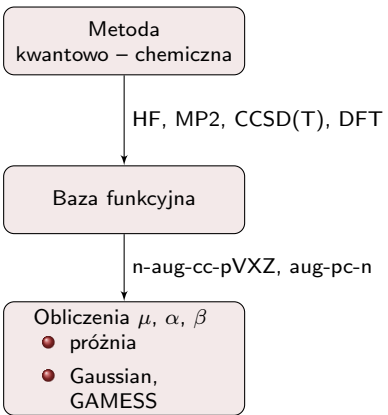 Metoda
kwantowo – chemiczna
HF, MP2, CCSD(T), DFT
Baza funkcyjna
n-aug-cc-pVXZ, aug-pc-n
Obliczenia μ, α, β
próżnia
Gaussian,
GAMESS